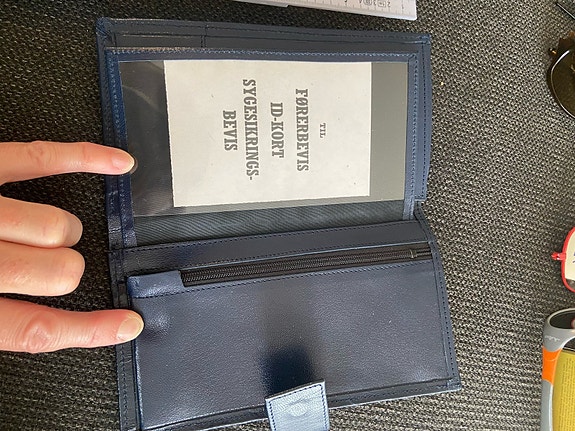 TIL
FØRERBEVIS
ID-KORT
SYGESIKRINGS-
BEVIS